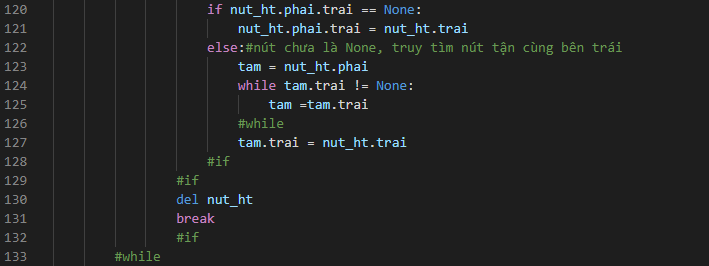 120 if nut_ht.phai.trai == None:
121 nut_ht.phai.trai = nut_ht.trai
122 else:#nút chưa là None, truy tìm nút tận cùng bên trái
123 tam = nut_ht.phai
124 while tam.trai != None:
125 tam =tam.trai
126 #while
127 tam.trai = nut_ht.trai
128 #if
129 #if
130 del nut_ht
131 break
132 #if
133 #while